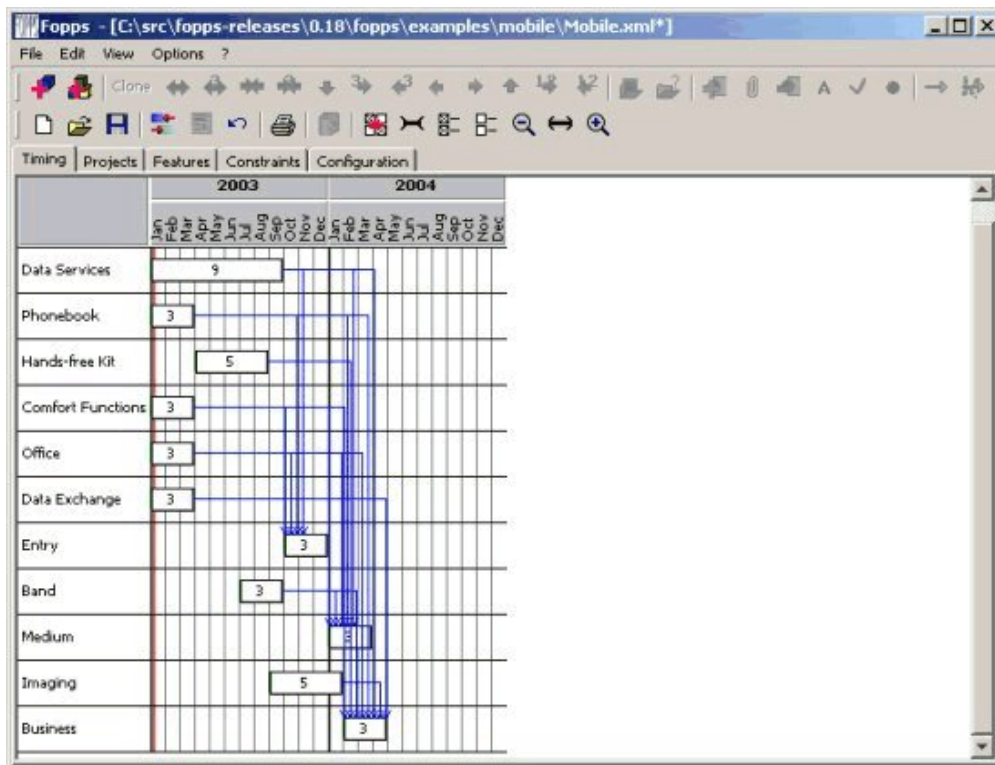 Fopps - [C:\src\fopps-releases\0.18\fopps\examples\mobile\Mobile.xml*]
File Edit View Options ?
Clone
Timing Projects Features Constraints Configuration
2003 2004
Jan Feb Mar Apr May Jun Jul Aug Sep Oct Nov Dec Jan Feb Mar Apr May Jun Jul Aug Sep Oct Nov Dec
Data Services 9
Phonebook 3
Hands-free Kit 5
Comfort Functions 3
Office 3
Data Exchange 3
Entry 3
Band 3
Medium
Imaging 5
Business 3